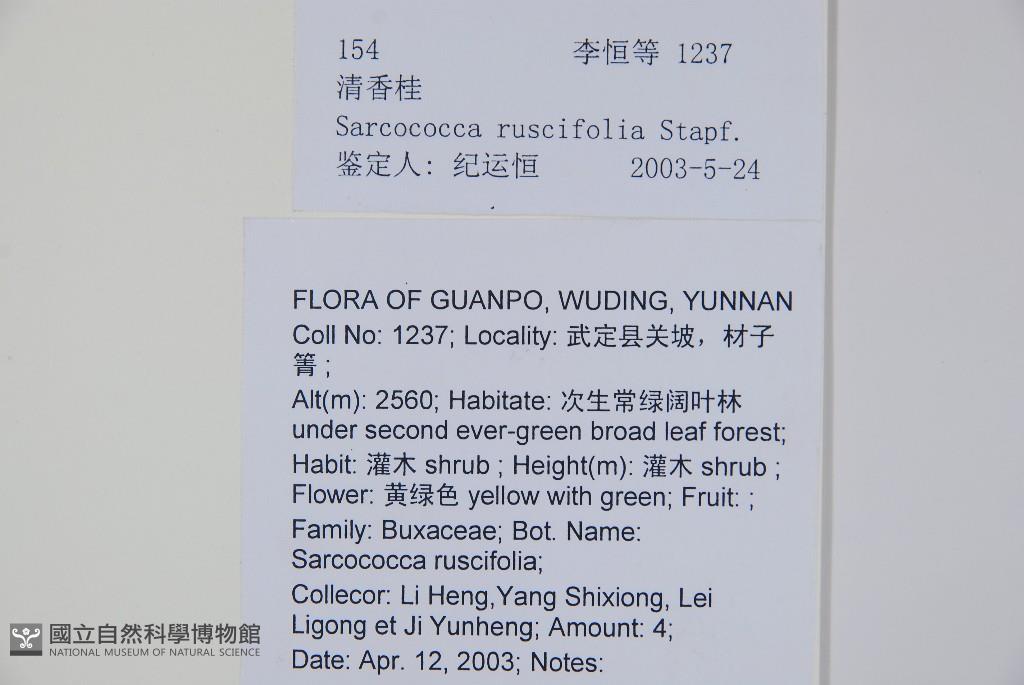 154 李恒等 1237
清香桂
Sarcococca ruscifolia Stapf.
鉴定人: 纪运恒 2003-5-24
FLORA OF GUANPO, WUDING, YUNNAN
Coll No: 1237; Locality: 武定县关坡，材子
箐 ;
Alt(m): 2560; Habitate: 次生常绿阔叶林
under second ever-green broad leaf forest;
Habit: 灌木 shrub ; Height(m): 灌木 shrub ;
Flower: 黄绿色 yellow with green; Fruit: ;
Family: Buxaceae; Bot. Name:
Sarcococca ruscifolia;
Collecor: Li Heng,Yang Shixiong, Lei
Ligong et Ji Yunheng; Amount: 4;
Date: Apr. 12, 2003; Notes:
國立自然科學博物館
NATIONAL MUSEUM OF NATURAL SCIENCE